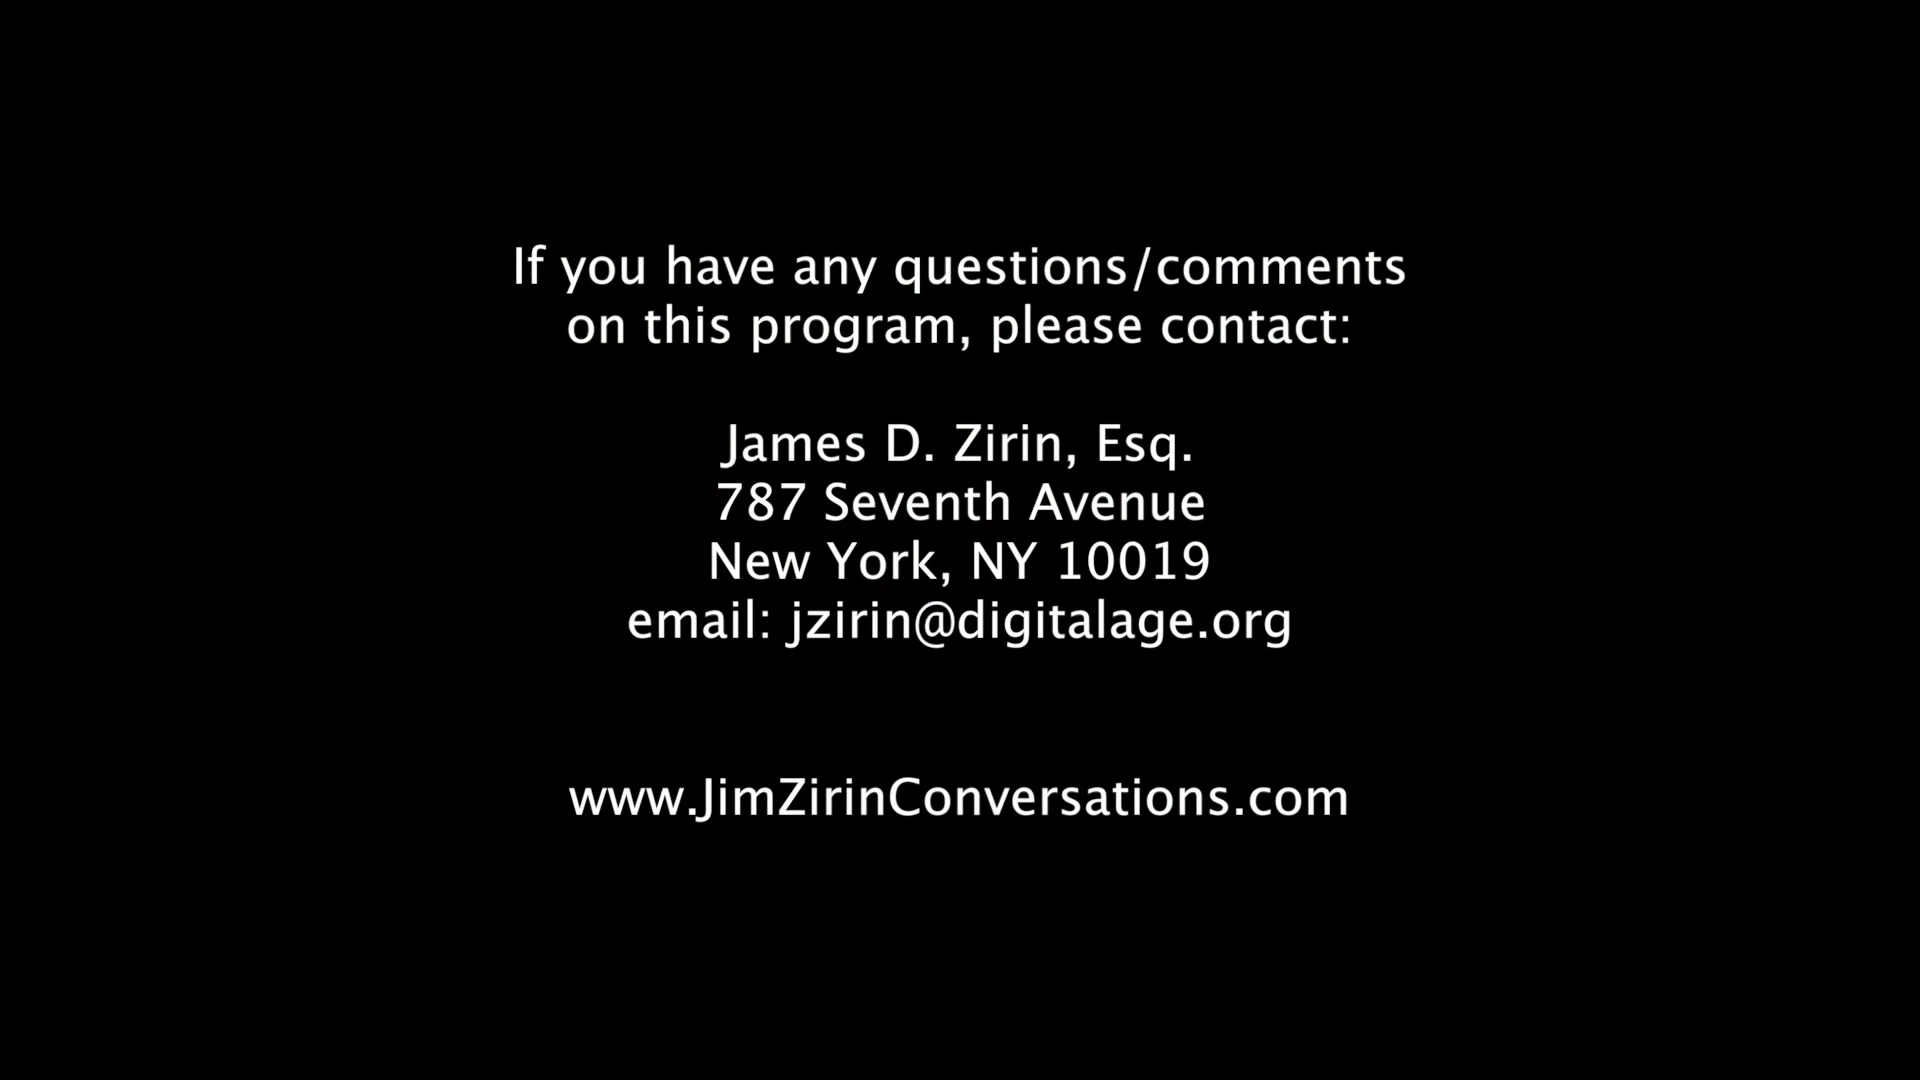 If you have any questions/comments
on this program, please contact:
James D. Zirin, Esq.
787 Seventh Avenue
New York, NY 10019
email: jzirin@digitalage.org
www.JimZirinConversations.com